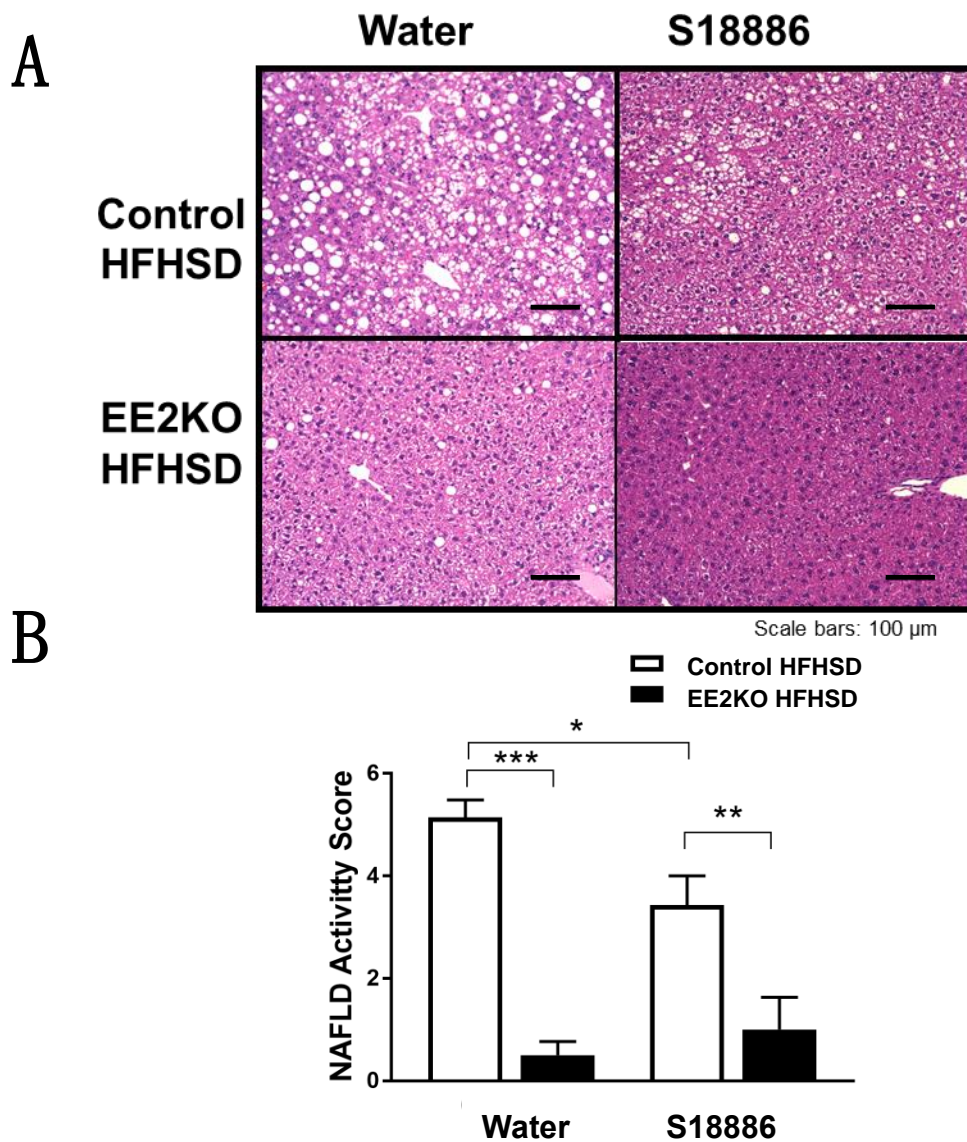 A
Water S18886
Control
HFHSD
EE2KO
HFHSD
Scale bars: 100 µm
B
Control HFHSD
EE2KO HFHSD
*
***
**
NAFLD Activitty Score
6
4
2
0
Water S18886